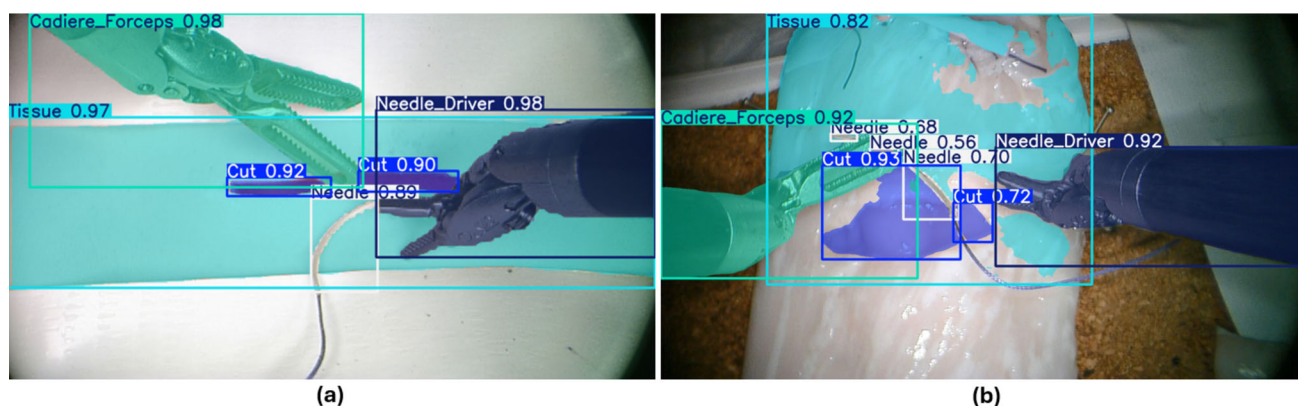 Cadiere_Forceps 0.98
Tissue 0.97
Needle_Driver 0.98
Cut 0.92
Cut 0.90
Needle 0.89
(a)
Tissue 0.82
Cadiere_Forceps 0.92
Needle 0.68
Needle 0.56
Needle_Driver 0.92
Cut 0.93
Needle 0.70
Cut 0.72
(b)